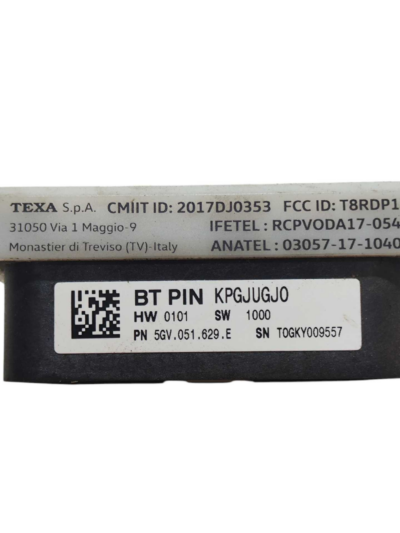 TEXA S.p.A. CMIIT ID: 2017DJ0353 FCC ID: T8RDP1
31050 Via 1 Maggio-9 IFETEL: RCPVODA17-054
Monastier di Treviso (TV)-Italy ANATEL: 03057-17-1040
BT PIN KPGJUGJO
HW 0101 SW 1000
PN 5GV.051.629.E SN TOGKY009557